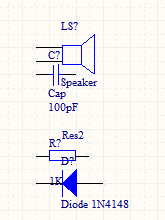 LS?
C?
Speaker
Cap
100pF
Res2
R?
D?
1K
Diode 1N4148